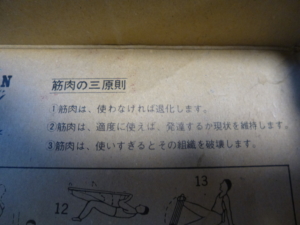 AN
筋肉の三原則
①筋肉は、使わなければ退化します。
②筋肉は、適度に使えば、発達するか現状を維持します。
③筋肉は、使いすぎるとその組織を破壊します。
12
13